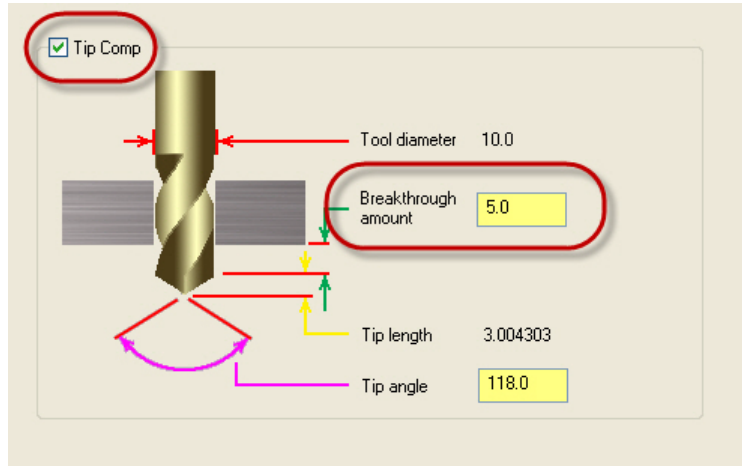 Tip Comp
Tool diameter 10.0
Breakthrough
amount 5.0
Tip length 3.004303
Tip angle 118.0